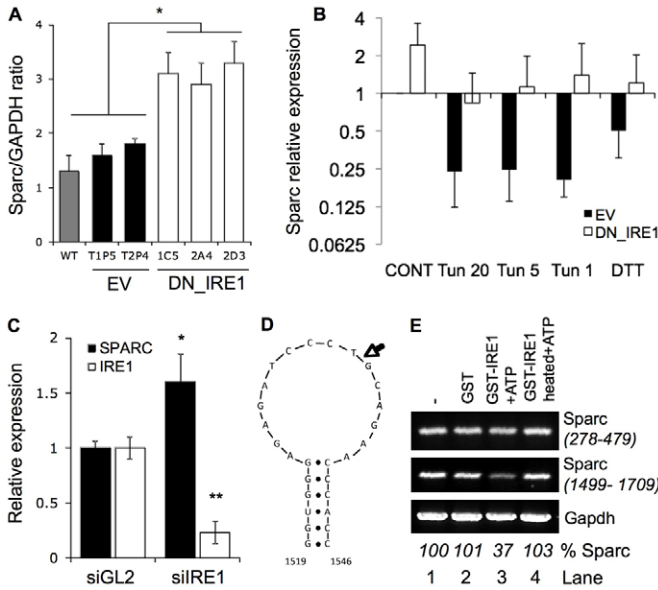 A
Sparc/GAPDH ratio
4
3
2
1
0
*
WT T1P5 T2P4 1C5 2A4 2D3
EV DN_IRE1
B
Sparc relative expression
4
2
1
0.5
0.25
0.125
0.0625
CONT Tun 20 Tun 5 Tun 1 DTT
EV
DN_IRE1
C
Relative expression
2
1.5
1
0.5
0
SPARC
IRE1
*
**
siGL2 siIRE1
D
GGUGGGAGAGATCCCTGCAGAACCCACC
1519 1546
E
-
GST
GST-IRE1 +ATP
GST-IRE1 heated+ATP
Sparc
(278-479)
Sparc
(1499- 1709)
Gapdh
100 101 37 103 % Sparc
1 2 3 4 Lane